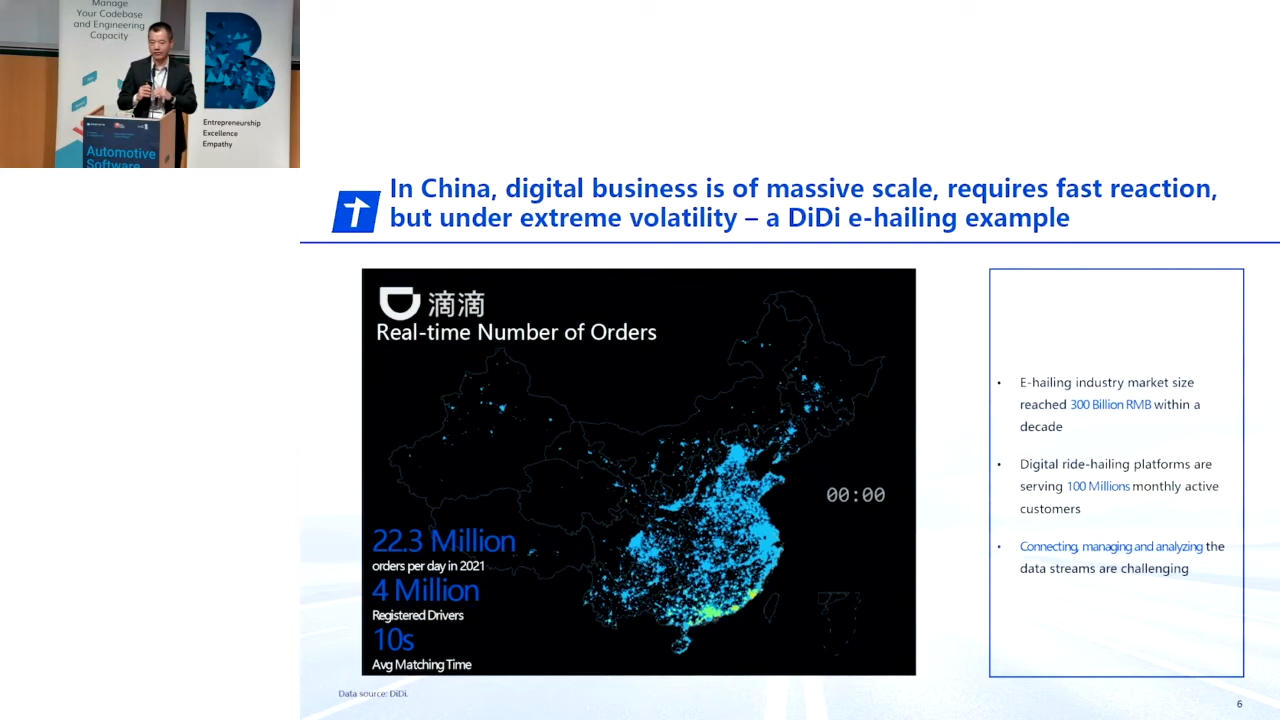 Manage
Your Codebase
and Engineering
Capacity
Entrepreneurship
Excellence
Empathy
Automotive
Software
In China, digital business is of massive scale, requires fast reaction,
but under extreme volatility – a DiDi e-hailing example
滴滴
Real-time Number of Orders
00:00
22.3 Million
orders per day in 2021
4 Million
Registered Drivers
10s
Avg Matching Time
• E-hailing industry market size
reached 300 Billion RMB within a
decade
• Digital ride-hailing platforms are
serving 100 Millions monthly active
customers
• Connecting, managing and analyzing the
data streams are challenging
Data source: DiDi.
6